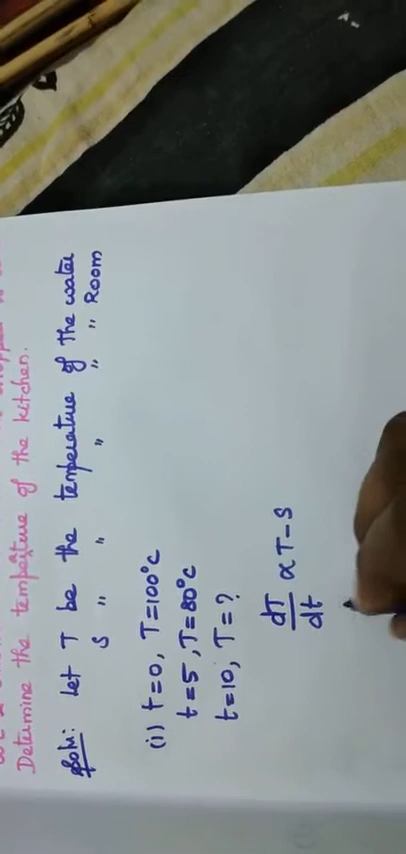 Determine the temperature of the kitchen.
Soln: Let T be the temperature of the water
S " " " " " Room
(i) t=0, T=100°C
t=5, T=80°C
t=10, T=?
dT/dt ∝ T-S